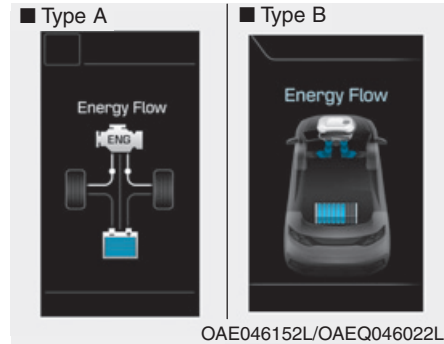 ■ Type A
■ Type B
Energy Flow
ENG
Energy Flow
OAE046152L/OAEQ046022L